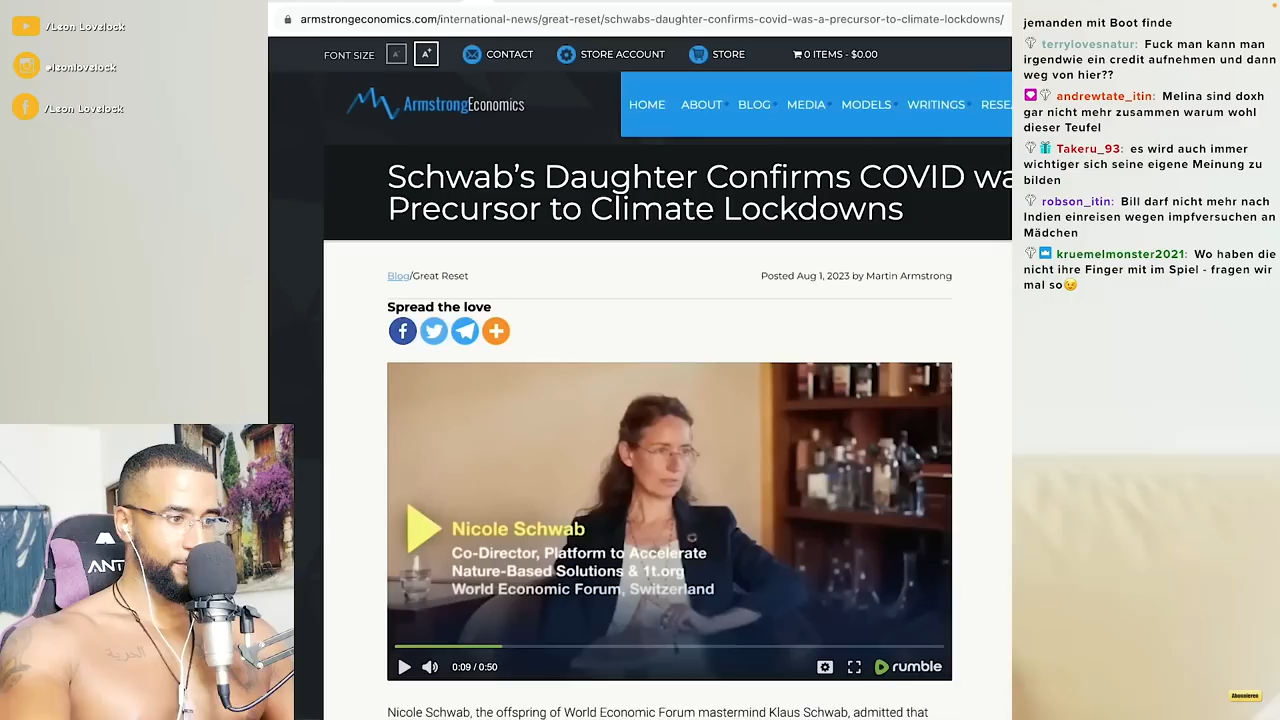 /Leon Lovelock
@leonlovelock
/Leon Lovelock
armstrongeconomics.com/international-news/great-reset/schwabs-daughter-confirms-covid-was-a-precursor-to-climate-lockdowns/
FONT SIZE A- A+ CONTACT STORE ACCOUNT STORE 0 ITEMS - $0.00
ArmstrongEconomics
HOME ABOUT BLOG MEDIA MODELS WRITINGS RESE
Schwab’s Daughter Confirms COVID wa
Precursor to Climate Lockdowns
Blog/Great Reset
Posted Aug 1, 2023 by Martin Armstrong
Spread the love
Nicole Schwab
Co-Director, Platform to Accelerate
Nature-Based Solutions & 1t.org
World Economic Forum, Switzerland
0:09 / 0:50
rumble
Nicole Schwab, the offspring of World Economic Forum mastermind Klaus Schwab, admitted that
ANT
الحرية
jemanden mit Boot finde
terrylovesnatur: Fuck man kann man
irgendwie ein credit aufnehmen und dann
weg von hier??
andrewtate_itin: Melina sind doxh
gar nicht mehr zusammen warum wohl
dieser Teufel
Takeru_93: es wird auch immer
wichtiger sich seine eigene Meinung zu
bilden
robson_itin: Bill darf nicht mehr nach
Indien einreisen wegen impfversuchen an
Mädchen
kruemelmonster2021: Wo haben die
nicht ihre Finger mit im Spiel - fragen wir
mal so😉
Abonnieren